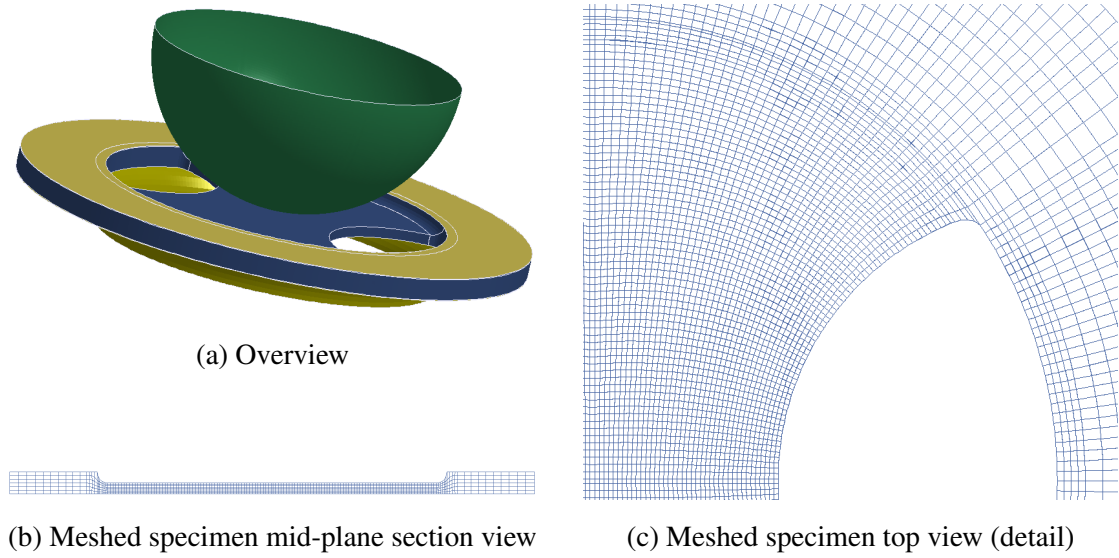 (a) Overview
(b) Meshed specimen mid-plane section view
(c) Meshed specimen top view (detail)